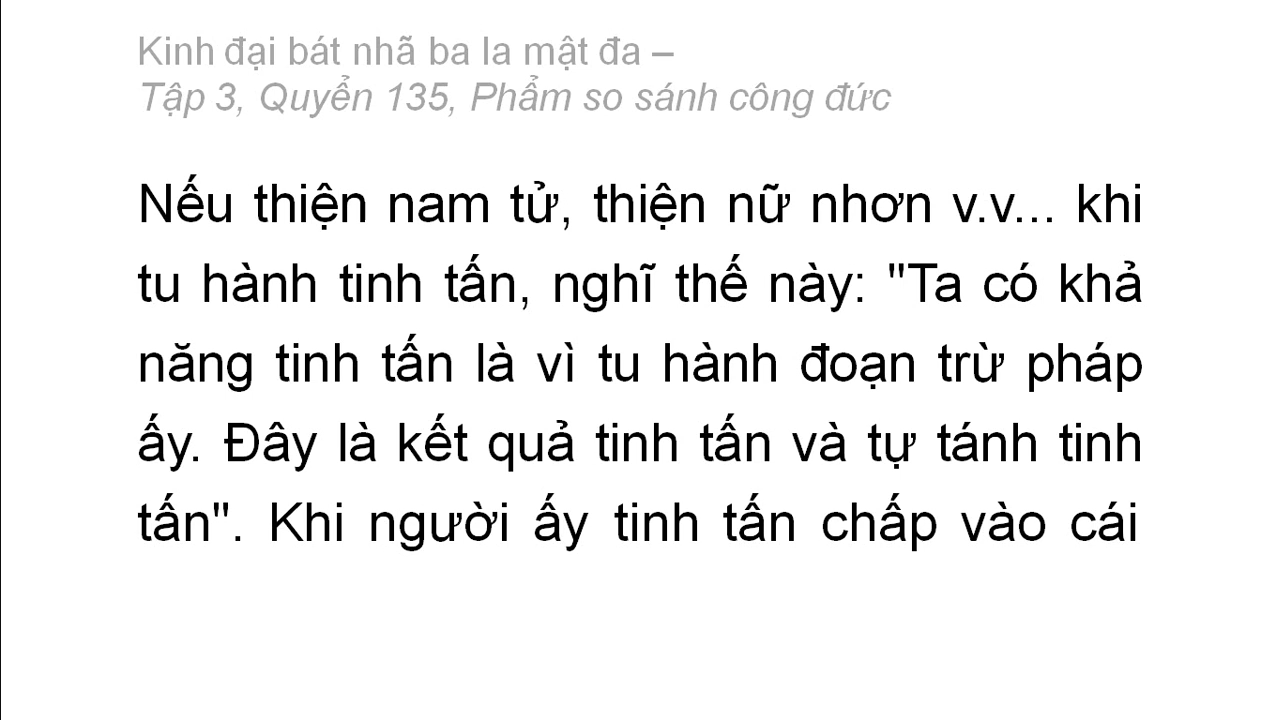 Kinh đại bát nhã ba la mật đa –
Tập 3, Quyển 135, Phẩm so sánh công đức
Nếu thiện nam tử, thiện nữ nhơn v.v... khi
tu hành tinh tấn, nghĩ thế này: "Ta có khả
năng tinh tấn là vì tu hành đoạn trừ pháp
ấy. Đây là kết quả tinh tấn và tự tánh tinh
tấn". Khi người ấy tinh tấn chấp vào cái